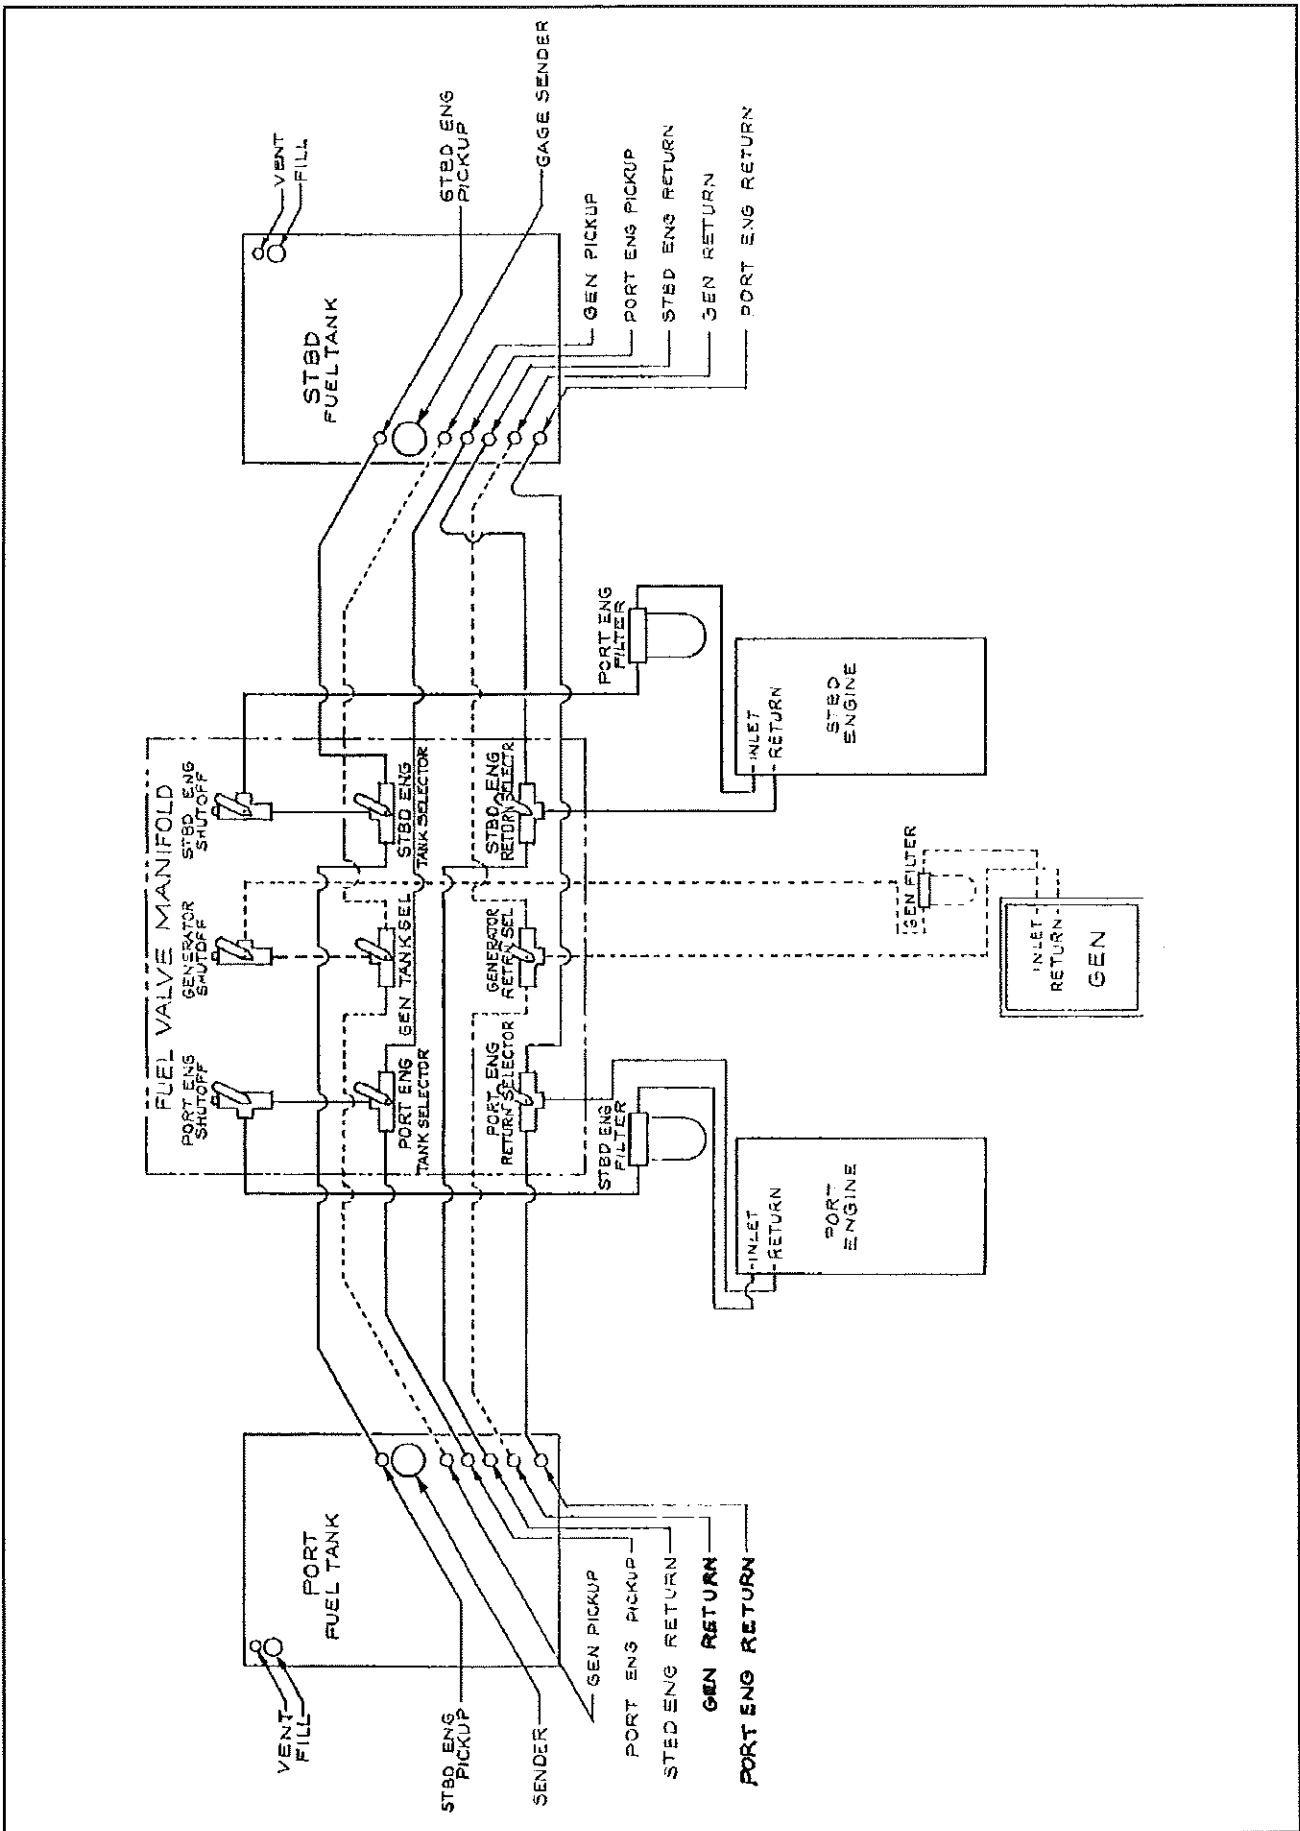 VENT
FILL
STBD ENG
PICKUP
SENDER
GEN PICKUP
PORT ENG PICKUP
STBD ENG RETURN
GEN RETURN
PORT ENG RETURN
PORT
FUEL TANK
FUEL VALVE MANIFOLD
PORT ENG
SHUTOFF
GENERATOR
SHUTOFF
STBD ENG
SHUTOFF
PORT ENG
TANK SELECTOR
GEN TANK SEL
STBD ENG
TANK SELECTOR
PORT ENG
RETURN SELECTOR
GENERATOR
RETRN SEL
STBD ENG
RETURN SELECTR
STBD ENG
FILTER
PORT ENG
FILTER
GEN FILTER
INLET
RETURN
PORT
ENGINE
INLET
RETURN
GEN
INLET
RETURN
STBD
ENGINE
STBD
FUEL TANK
VENT
FILL
STBD ENG
PICKUP
GAGE SENDER
GEN PICKUP
PORT ENG PICKUP
STBD ENG RETURN
GEN RETURN
PORT ENG RETURN